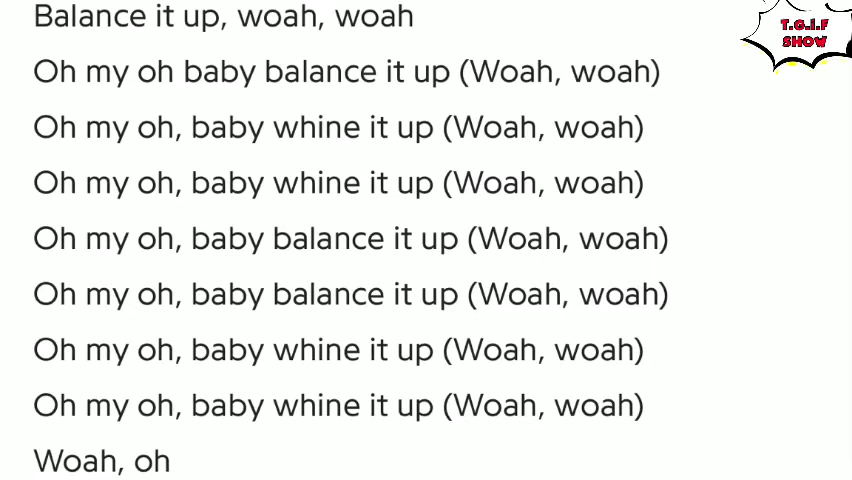 Balance it up, woah, woah
T.G.I.F
SHOW
Oh my oh baby balance it up (Woah, woah)
Oh my oh, baby whine it up (Woah, woah)
Oh my oh, baby whine it up (Woah, woah)
Oh my oh, baby balance it up (Woah, woah)
Oh my oh, baby balance it up (Woah, woah)
Oh my oh, baby whine it up (Woah, woah)
Oh my oh, baby whine it up (Woah, woah)
Woah, oh